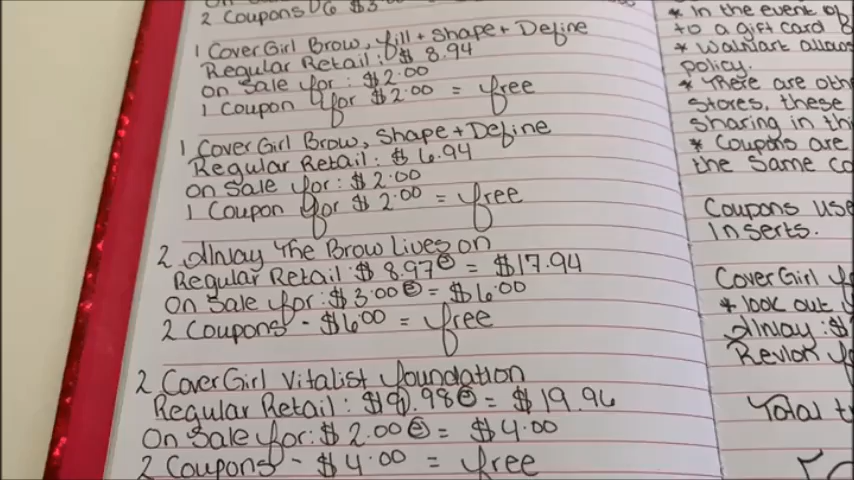 2 Coupons
1 CoverGirl Brow, Fill + Shape + Define
Regular Retail: $ 8.94
on Sale for: $2.00
1 Coupon for $2.00 = free
1 CoverGirl Brow, Shape + Define
Regular Retail: $ 6.94
on Sale for: $2.00
1 Coupon for $2.00 = free
2 Almay The Brow Lives on
Regular Retail: $ 8.97@ = $17.94
On Sale for: $3.00@ = $6.00
2 Coupons - $6.00 = free
2 CoverGirl Vitalist foundation
Regular Retail: $9.98@ = $19.96
On Sale for: $ 2.00@ = $4.00
2 Coupons - $4.00 = free
* In the event of
to a gift card
* Walmart allows
policy.
* There are oth
stores, these
sharing in thi
* Coupons are
the same co
Coupons use
Inserts.
CoverGirl
* look out
Almay: $
Revlon
Total